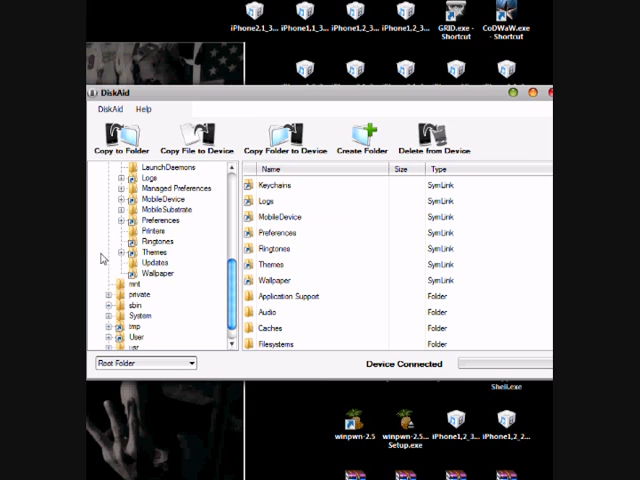 iPhone2,1_3... iPhone1,1_3... iPhone1,2_3... iPhone1,2_3... GRID.exe - Shortcut CoDWaW.exe - Shortcut
DiskAid
DiskAid Help
Copy to Folder Copy File to Device Copy Folder to Device Create Folder Delete from Device
Name Size Type
LaunchDaemons
Logs
Managed Preferences
MobileDevice
MobileSubstrate
Preferences
Printers
Ringtones
Themes
Updates
Wallpaper
mnt
private
sbin
System
tmp
User
usr
Keychains SymLink
Logs SymLink
MobileDevice SymLink
Preferences SymLink
Ringtones SymLink
Themes SymLink
Wallpaper SymLink
Application Support Folder
Audio Folder
Caches Folder
Filesystems Folder
Root Folder
Device Connected
Shell.exe
winpwn-2.5 winpwn-2.5... Setup.exe iPhone1,2_3... iPhone1,2_2...